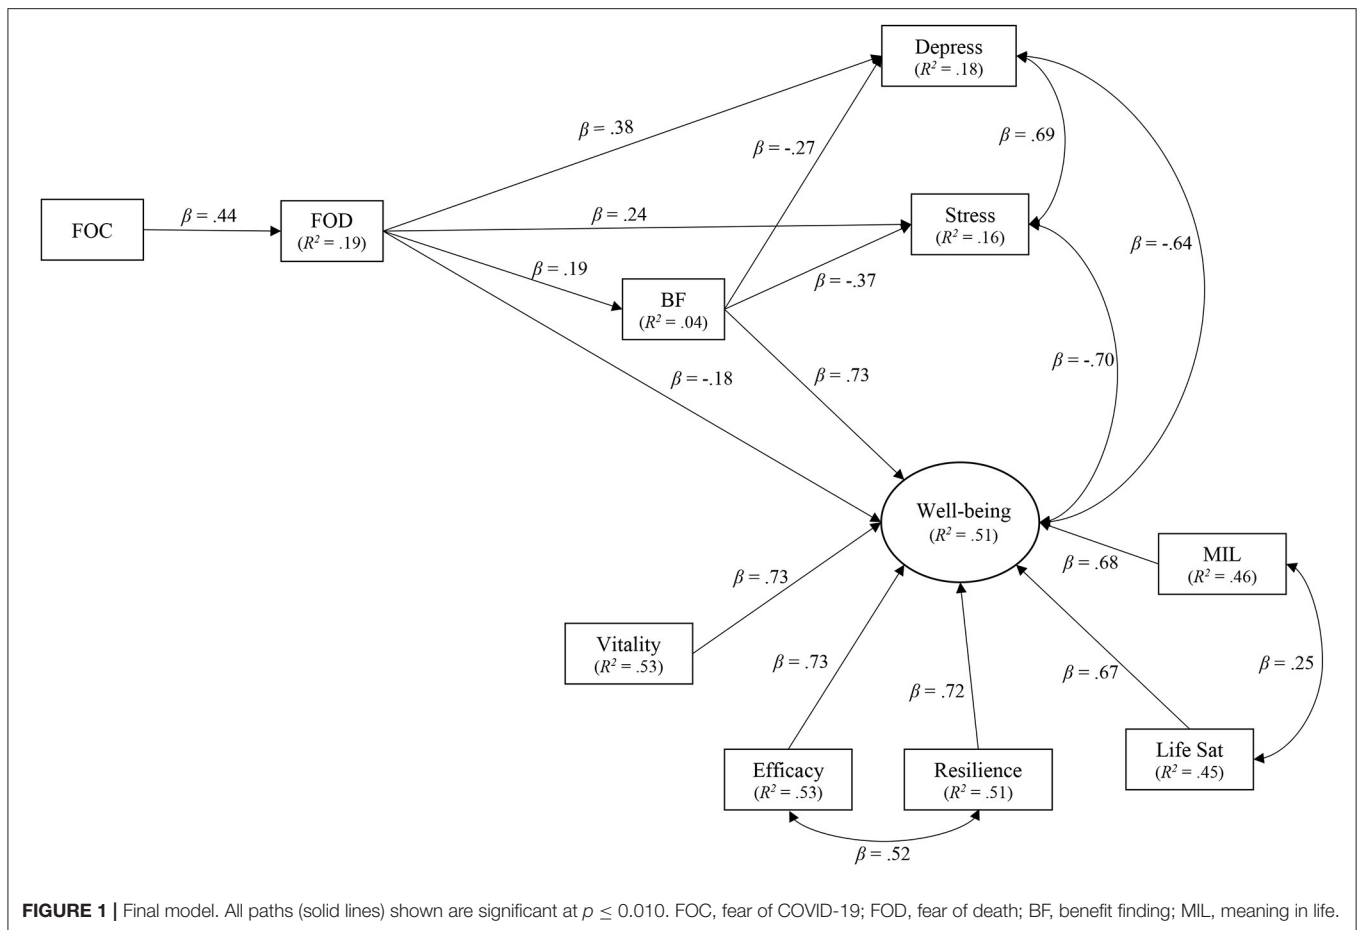 Depress
(R² = .18)
β = .38
β = -.27
β = .69
FOC
β = .44
FOD
(R² = .19)
β = .24
Stress
(R² = .16)
β = -.64
β = .19
β = -.37
BF
(R² = .04)
β = -.18
β = .73
β = -.70
Well-being
(R² = .51)
β = .73
β = .68
MIL
(R² = .46)
Vitality
(R² = .53)
β = .73
β = .72
β = .67
β = .25
Efficacy
(R² = .53)
Resilience
(R² = .51)
Life Sat
(R² = .45)
β = .52
FIGURE 1 | Final model. All paths (solid lines) shown are significant at p ≤ 0.010. FOC, fear of COVID-19; FOD, fear of death; BF, benefit finding; MIL, meaning in life.